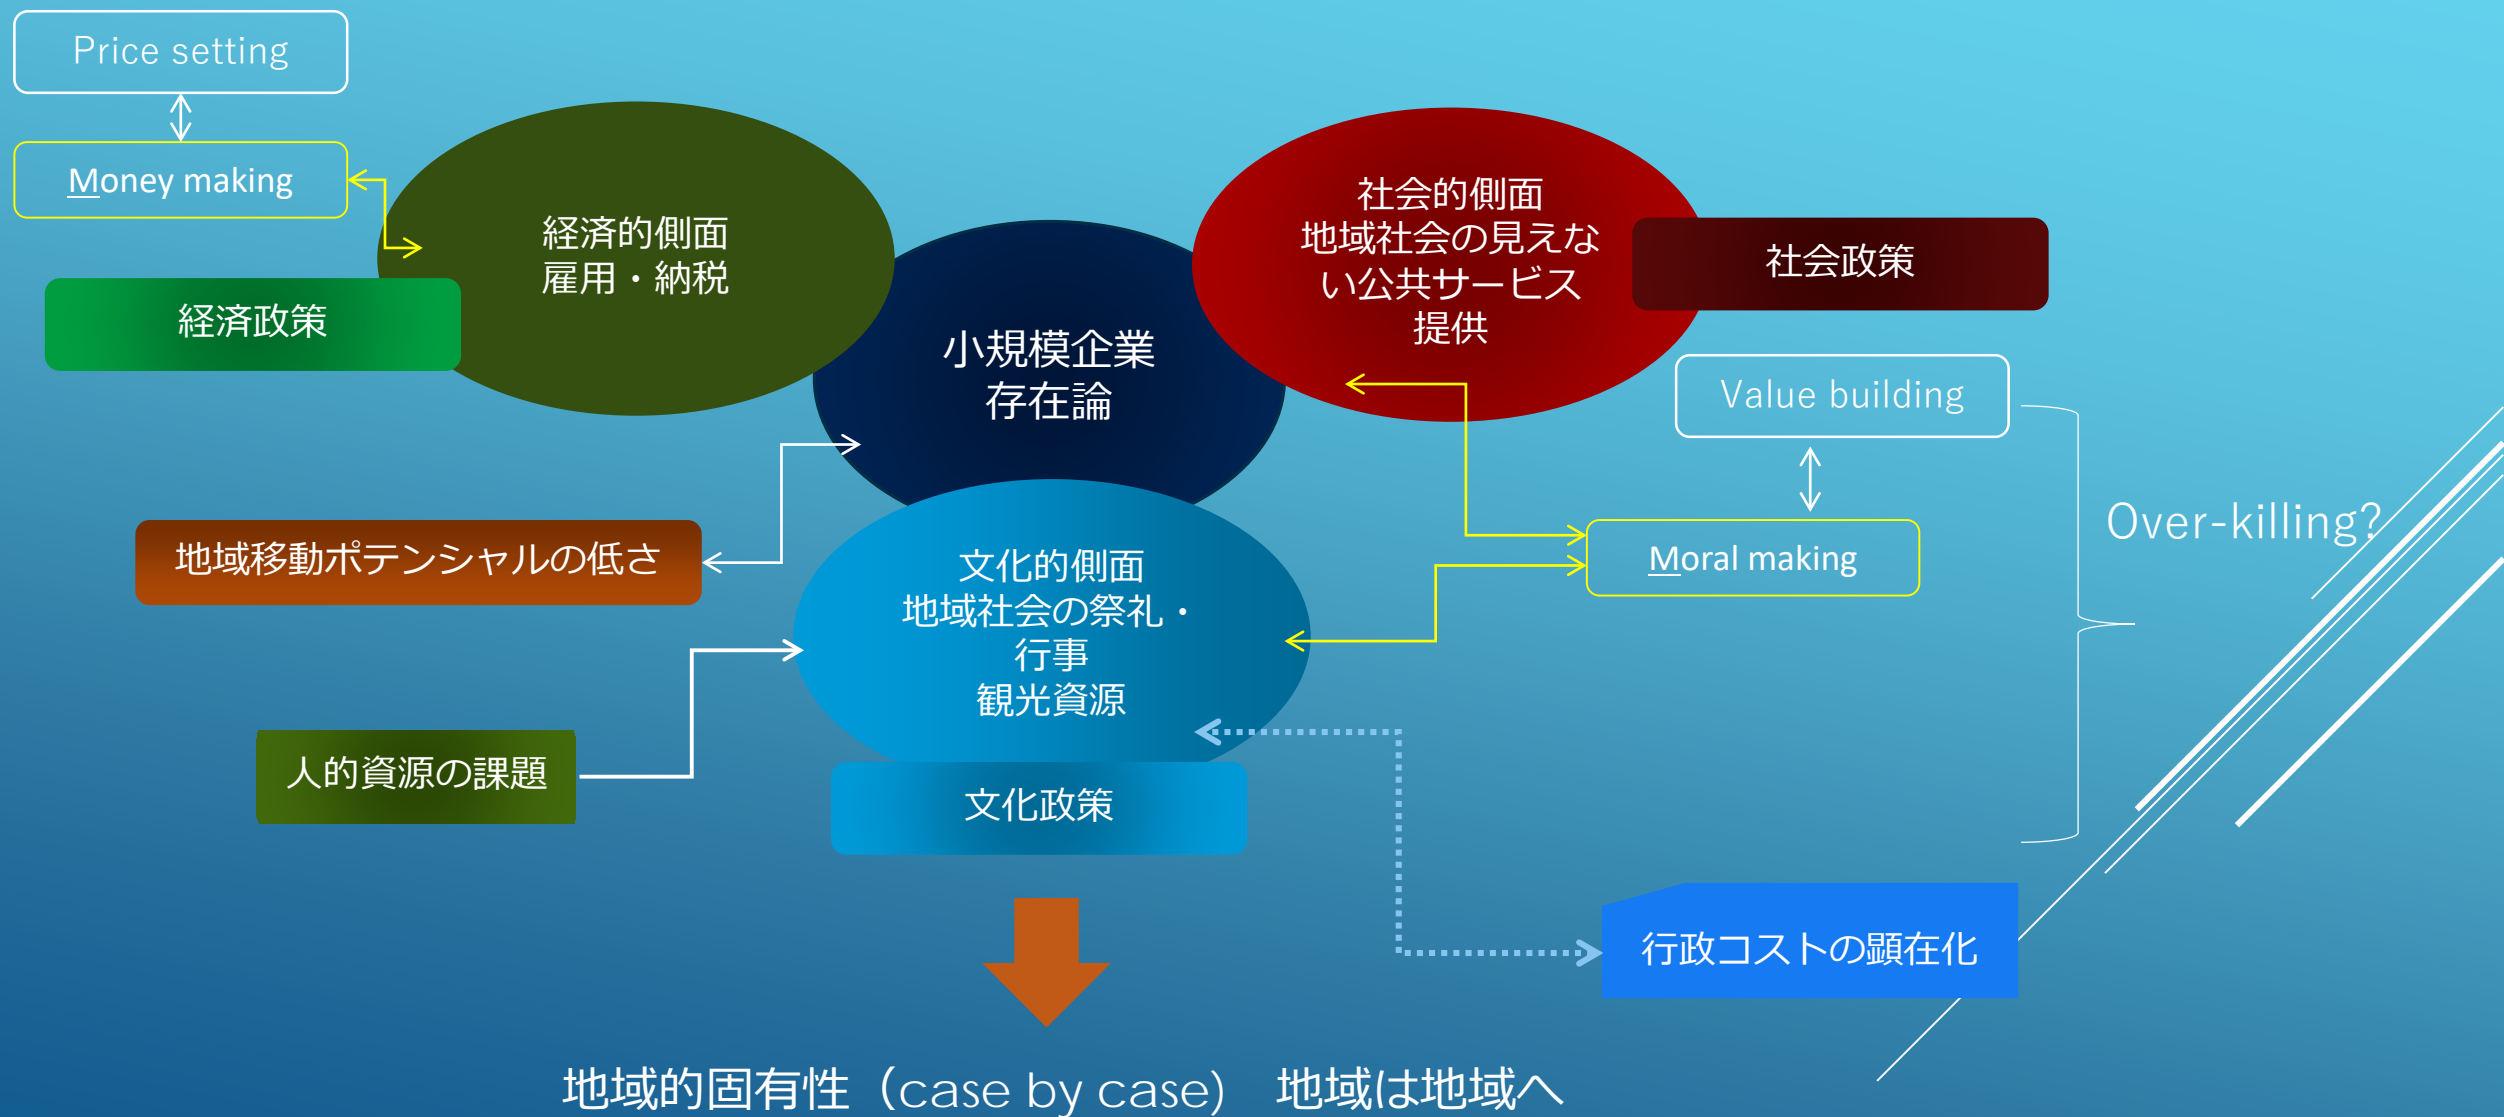 Price setting
Money making
経済的側面
雇用・納税
経済政策
小規模企業
存在論
社会的側面
地域社会の見えな
い公共サービス
提供
社会政策
Value building
Over-killing?
Moral making
地域移動ポテンシャルの低さ
文化的側面
地域社会の祭礼・
行事
観光資源
人的資源の課題
文化政策
行政コストの顕在化
地域的固有性（case by case)　地域は地域へ